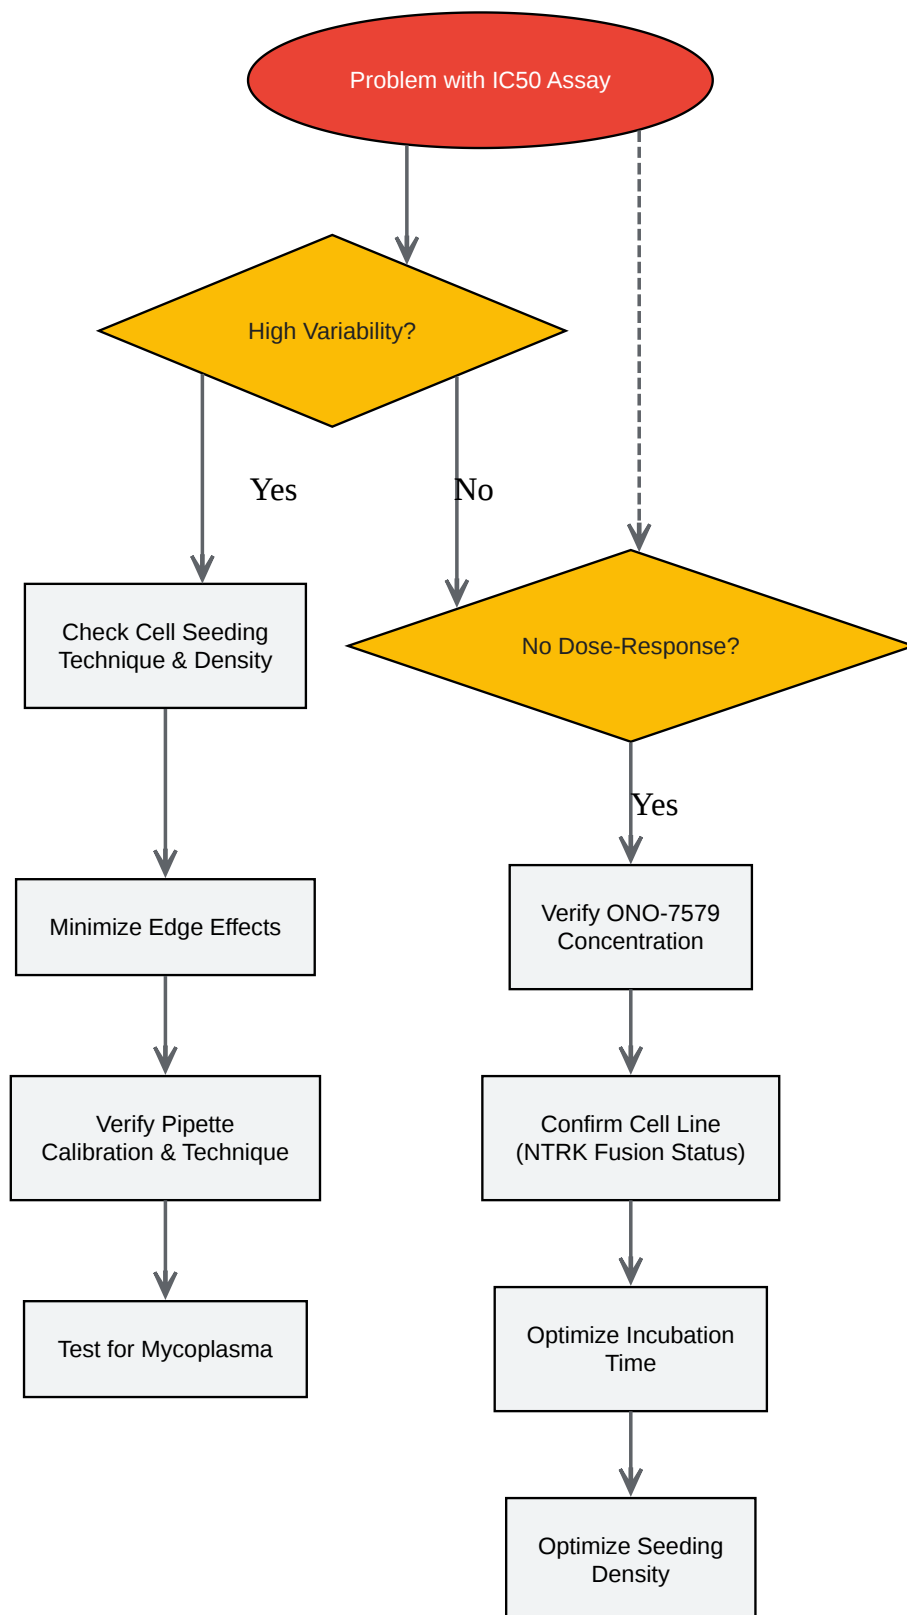 Problem with IC50 Assay
High Variability?
Yes
No
Check Cell Seeding
Technique & Density
No Dose-Response?
Yes
Minimize Edge Effects
Verify ONO-7579
Concentration
Verify Pipette
Calibration & Technique
Confirm Cell Line
(NTRK Fusion Status)
Test for Mycoplasma
Optimize Incubation
Time
Optimize Seeding
Density